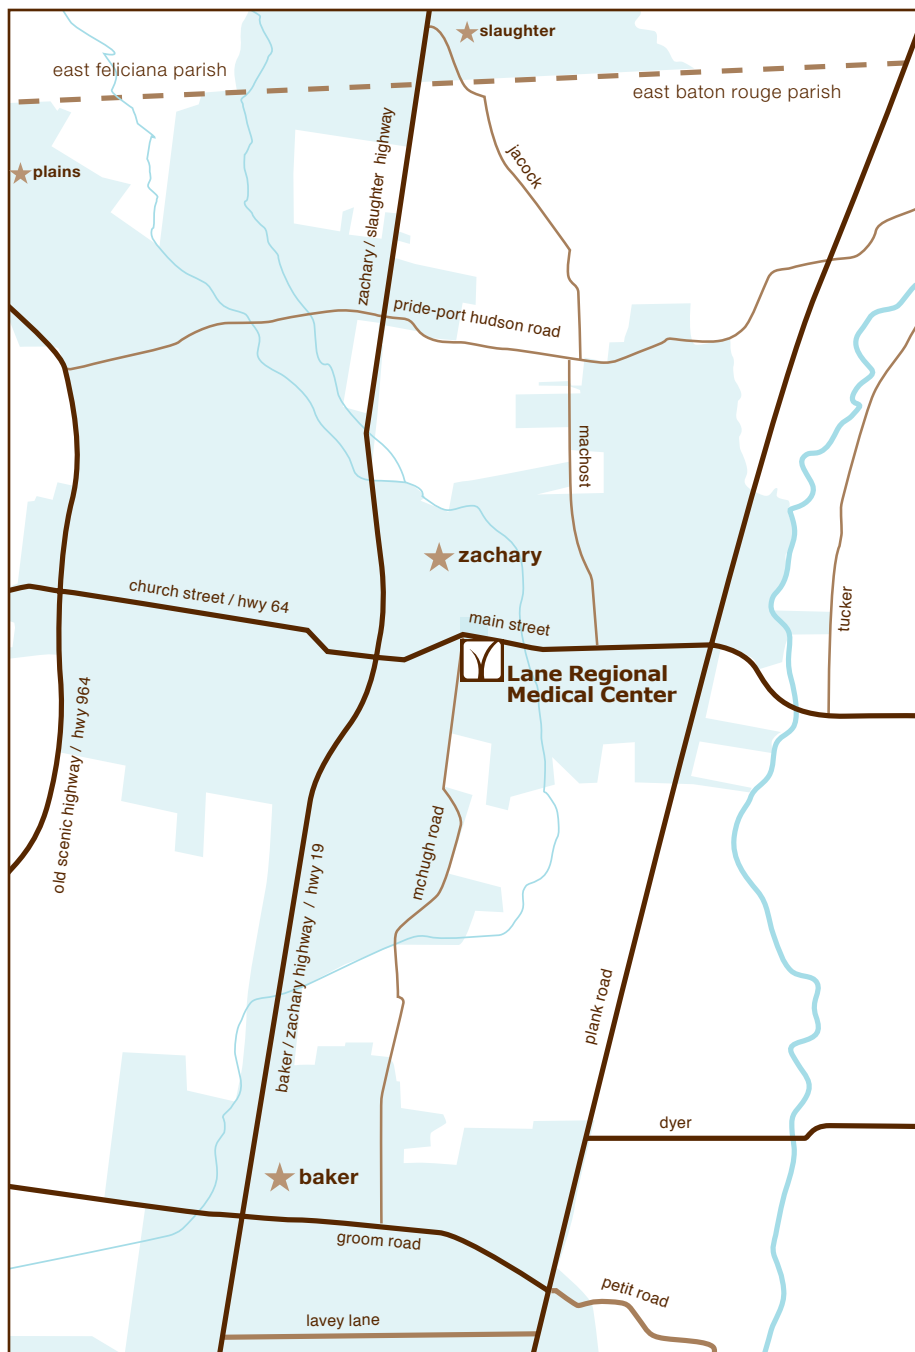 slaughter
east feliciana parish
east baton rouge parish
plains
zachary / slaughter highway
jacock
pride-port hudson road
machost
zachary
church street / hwy 64
main street
tucker
Lane Regional
Medical Center
old scenic highway / hwy 964
mchugh road
baker / zachary highway / hwy 19
plank road
dyer
baker
groom road
petit road
lavey lane